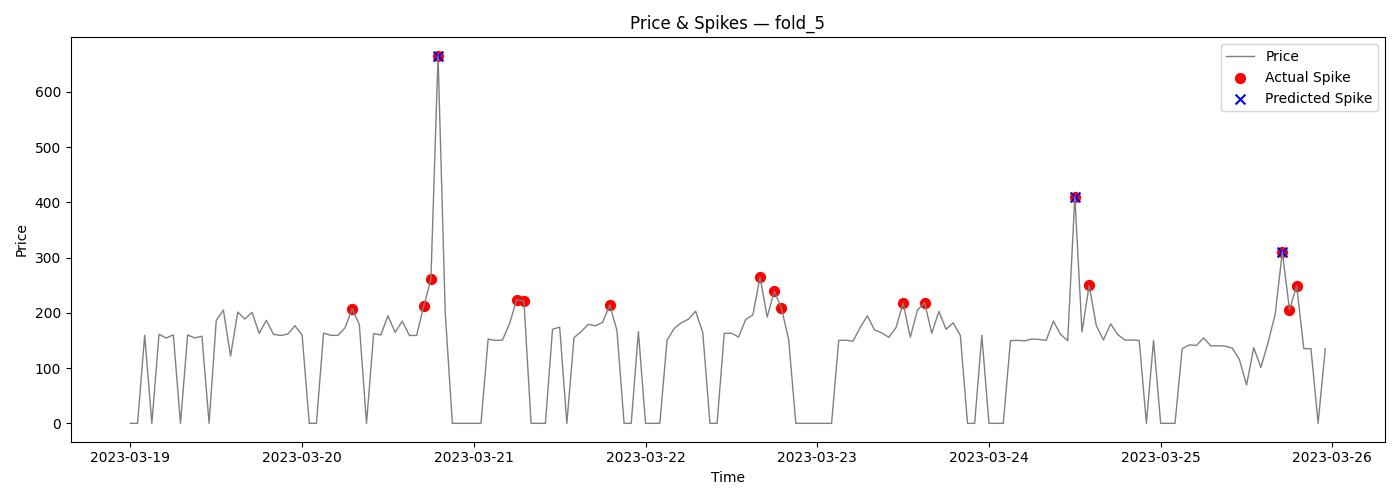 Price & Spikes — fold_5
Price
Actual Spike
Predicted Spike
Price
600
500
400
300
200
100
0
2023-03-19
2023-03-20
2023-03-21
2023-03-22
2023-03-23
2023-03-24
2023-03-25
2023-03-26
Time